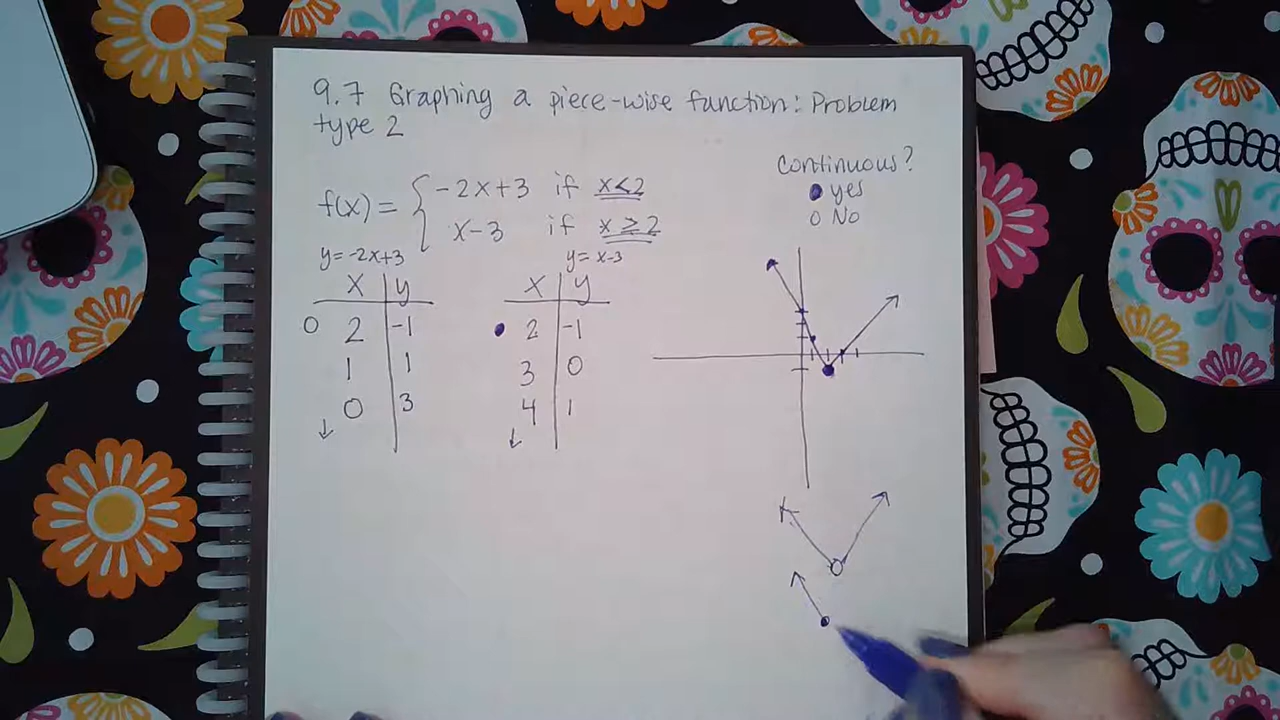 9.7 Graphing a piece-wise function: Problem
type 2
Continuous?
yes
No
f(x) = { -2x+3 if x<2
x-3 if x ≥ 2
y= -2x+3
x y
0 2 -1
1 1
0 3
↓
y= x-3
x y
• 2 -1
3 0
4 1
↓